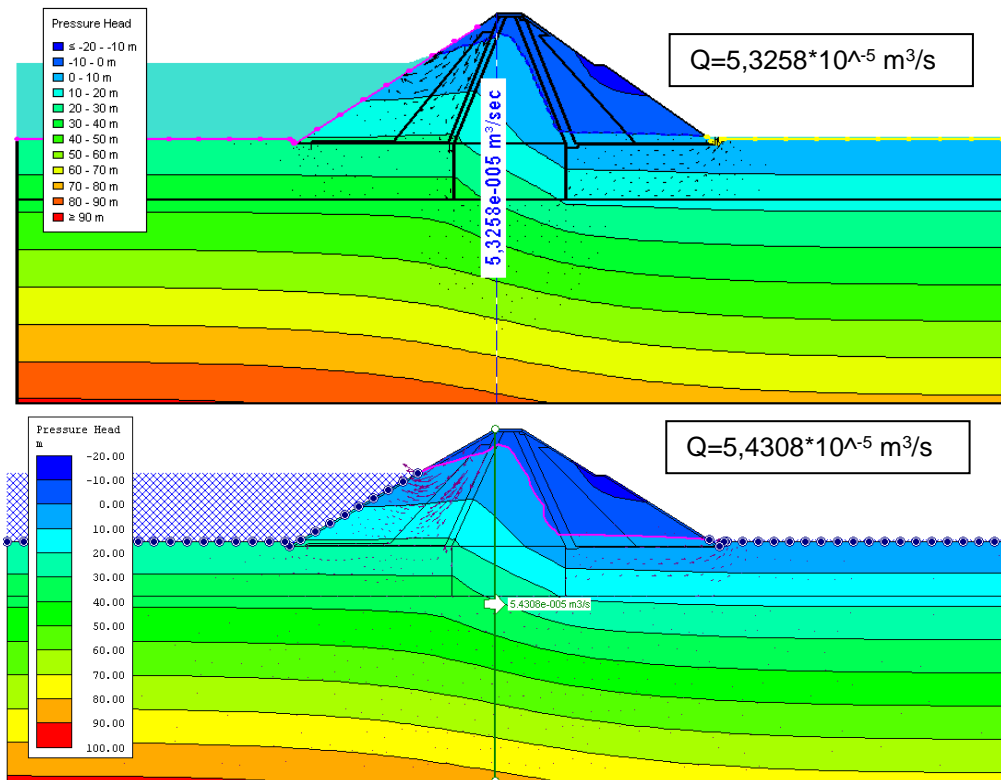 Pressure Head
≤ -20 - -10 m
-10 - 0 m
0 - 10 m
10 - 20 m
20 - 30 m
30 - 40 m
40 - 50 m
50 - 60 m
60 - 70 m
70 - 80 m
80 - 90 m
≥ 90 m
5,3258e-005 m³/sec
Q=5,3258*10^⁻⁵ m³/s
Pressure Head
m
-20.00
-10.00
0.00
10.00
20.00
30.00
40.00
50.00
60.00
70.00
80.00
90.00
100.00
5.4308e-005 m3/s
Q=5,4308*10^⁻⁵ m³/s